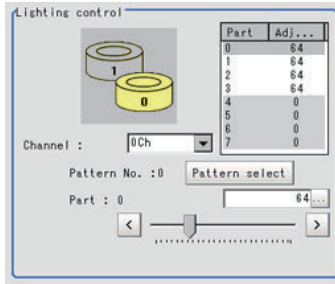 Lighting control
1
0
Part Adj...
0 64
1 64
2 64
3 64
4 0
5 0
6 0
7 0
Channel : 0Ch
Pattern No. :0 Pattern select
Part : 0 64 ...
< >